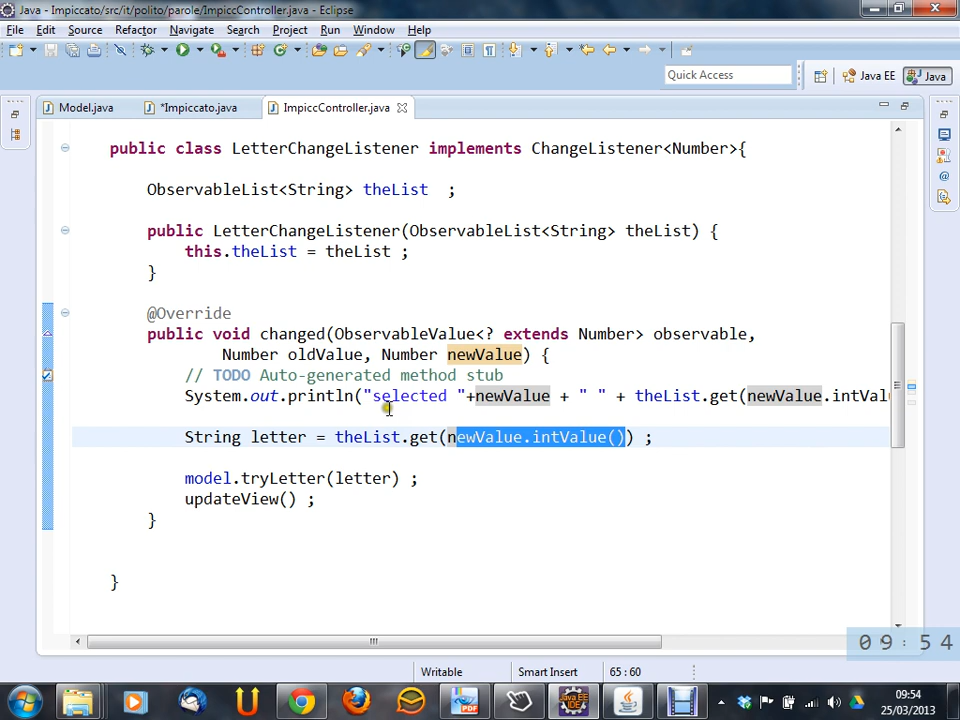 Java - Impiccato/src/it/polito/parole/ImpiccController.java - Eclipse
File Edit Source Refactor Navigate Search Project Run Window Help
Quick Access Java EE Java
Model.java *Impiccato.java ImpiccController.java
public class LetterChangeListener implements ChangeListener<Number>{
ObservableList<String> theList ;
public LetterChangeListener(ObservableList<String> theList) {
this.theList = theList ;
}
@Override
public void changed(ObservableValue<? extends Number> observable,
Number oldValue, Number newValue) {
// TODO Auto-generated method stub
System.out.println("selected "+newValue + " " + theList.get(newValue.intValu
String letter = theList.get(newValue.intValue()) ;
model.tryLetter(letter) ;
updateView() ;
}
}
09:54
Writable Smart Insert 65 : 60
09:54
25/03/2013